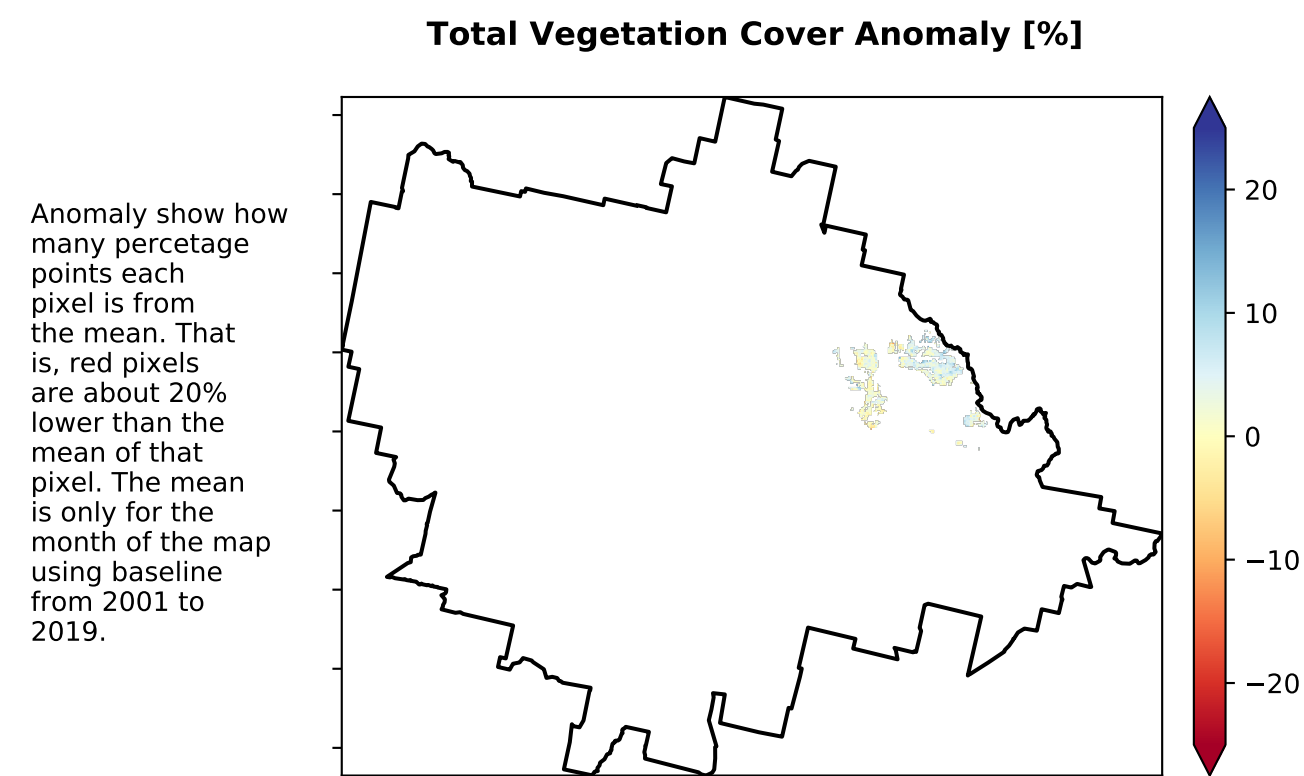 Total Vegetation Cover Anomaly [%]
Anomaly show how
many percetage
points each
pixel is from
the mean. That
is, red pixels
are about 20%
lower than the
mean of that
pixel. The mean
is only for the
month of the map
using baseline
from 2001 to
2019.
20
10
0
−10
−20